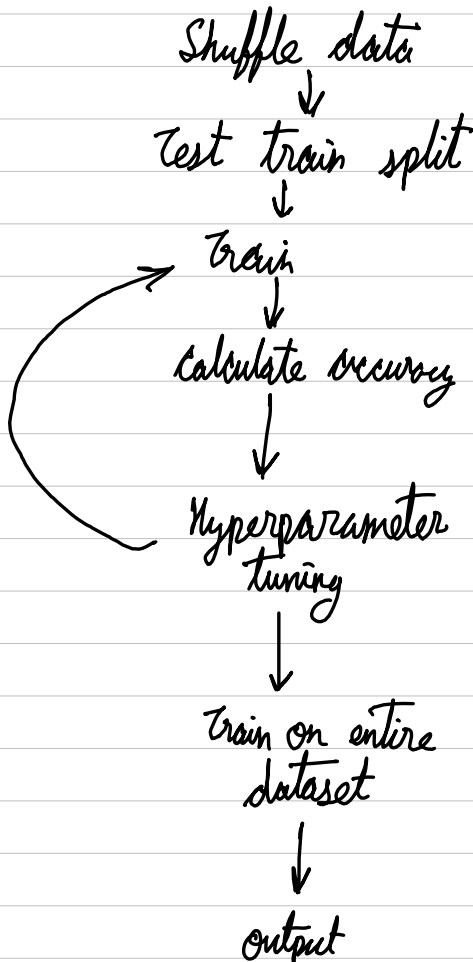 Shuffle data
Test train split
Train
Calculate accuracy
Hyperparameter
tuning
Train on entire
dataset
output